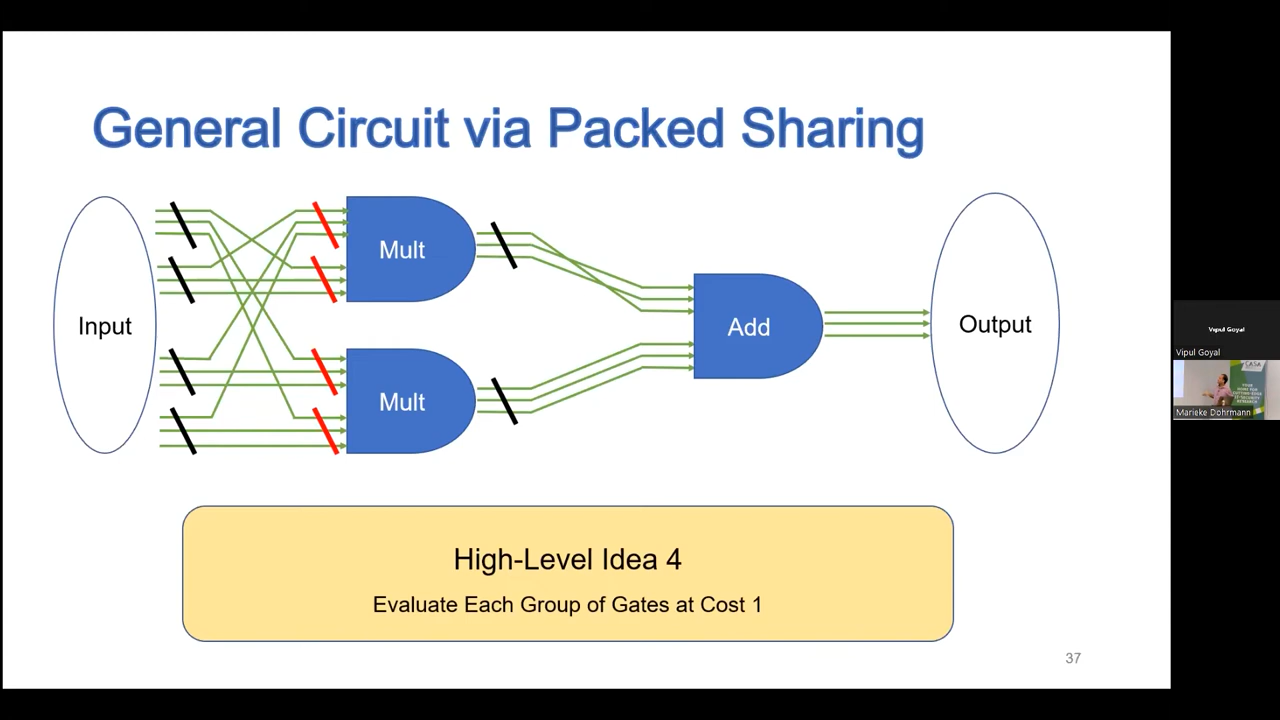 General Circuit via Packed Sharing
Input
Mult
Mult
Add
Output
High-Level Idea 4
Evaluate Each Group of Gates at Cost 1
37
Vipul Goyal
Vipul Goyal
CASA
Marieke Dohrmann